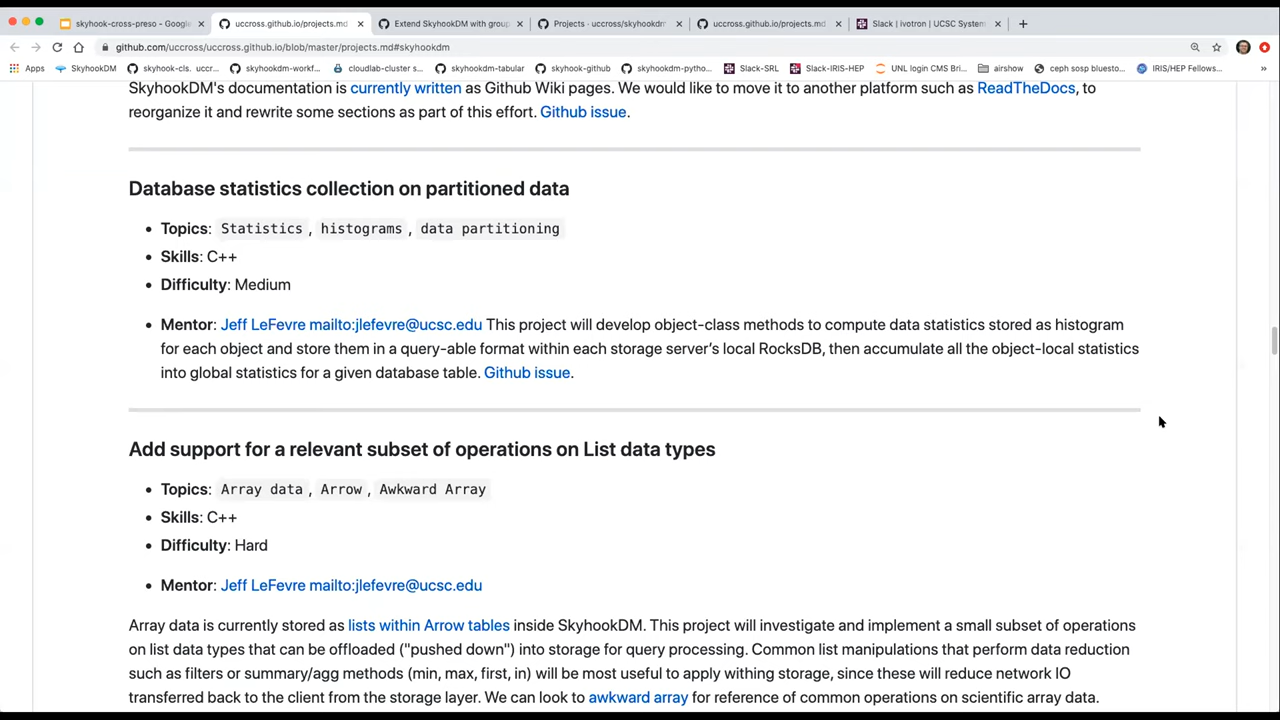 skyhook-cross-preso - Google
uccross.github.io/projects.md
Extend SkyhookDM with group
Projects · uccross/skyhookdm
uccross.github.io/projects.md
Slack | ivotron | UCSC System
github.com/uccross/uccross.github.io/blob/master/projects.md#skyhookdm
Apps
SkyhookDM
skyhook-cls. uccr...
skyhookdm-workf...
cloudlab-cluster s...
skyhookdm-tabular
skyhook-github
skyhookdm-pytho...
Slack-SRL
Slack-IRIS-HEP
UNL login CMS Bri...
airshow
ceph sosp bluesto...
IRIS/HEP Fellows...
»
SkyhookDM's documentation is currently written as Github Wiki pages. We would like to move it to another platform such as ReadTheDocs, to
reorganize it and rewrite some sections as part of this effort. Github issue.
Database statistics collection on partitioned data
• Topics: Statistics , histograms , data partitioning
• Skills: C++
• Difficulty: Medium
• Mentor: Jeff LeFevre mailto:jlefevre@ucsc.edu This project will develop object-class methods to compute data statistics stored as histogram
for each object and store them in a query-able format within each storage server's local RocksDB, then accumulate all the object-local statistics
into global statistics for a given database table. Github issue.
Add support for a relevant subset of operations on List data types
• Topics: Array data , Arrow , Awkward Array
• Skills: C++
• Difficulty: Hard
• Mentor: Jeff LeFevre mailto:jlefevre@ucsc.edu
Array data is currently stored as lists within Arrow tables inside SkyhookDM. This project will investigate and implement a small subset of operations
on list data types that can be offloaded ("pushed down") into storage for query processing. Common list manipulations that perform data reduction
such as filters or summary/agg methods (min, max, first, in) will be most useful to apply withing storage, since these will reduce network IO
transferred back to the client from the storage layer. We can look to awkward array for reference of common operations on scientific array data.